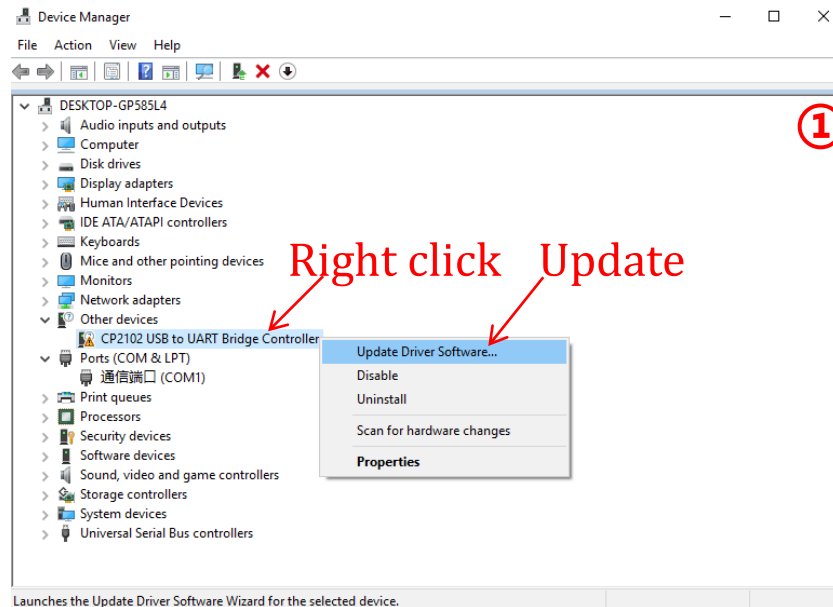 Device Manager
File Action View Help
DESKTOP-GP585L4
①
Audio inputs and outputs
Computer
Disk drives
Display adapters
Human Interface Devices
IDE ATA/ATAPI controllers
Keyboards
Mice and other pointing devices
Right click Update
Monitors
Network adapters
Other devices
CP2102 USB to UART Bridge Controller
Update Driver Software...
Ports (COM & LPT)
Disable
通信端口 (COM1)
Uninstall
Print queues
Processors
Scan for hardware changes
Security devices
Software devices
Properties
Sound, video and game controllers
Storage controllers
System devices
Universal Serial Bus controllers
Launches the Update Driver Software Wizard for the selected device.